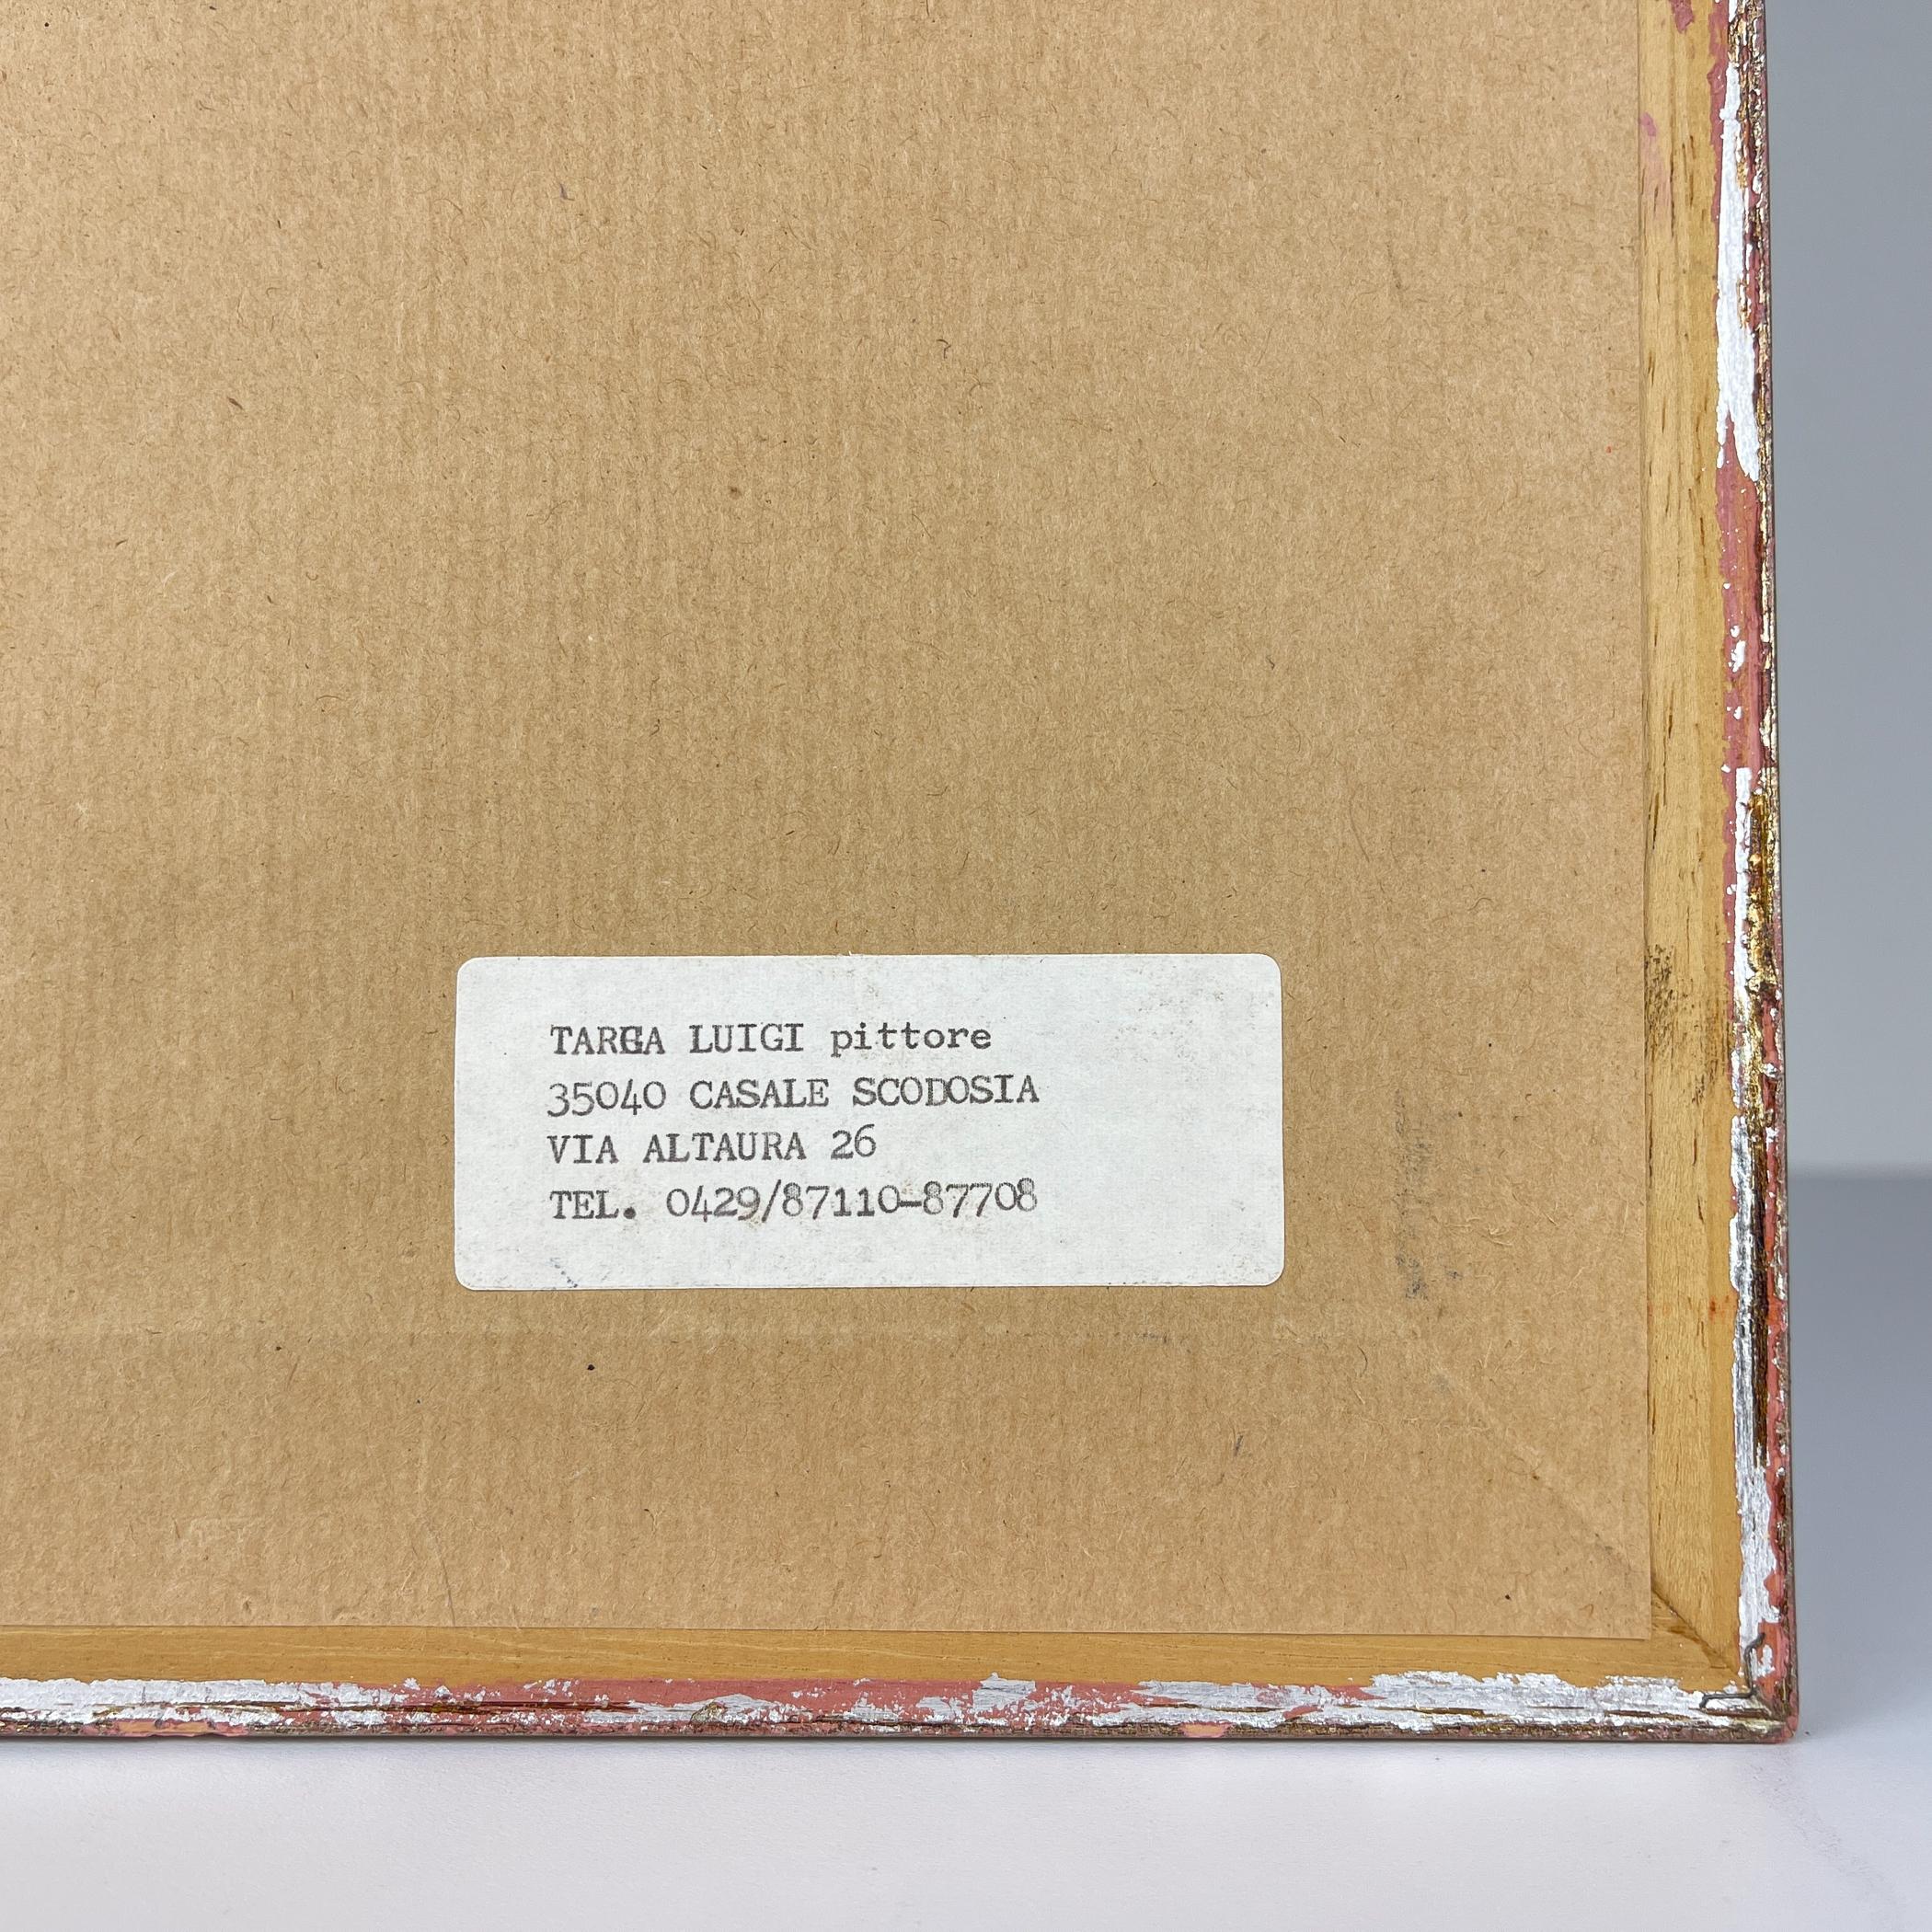 TARGA LUIGI pittore
35040 CASALE SCODOSIA
VIA ALTAURA 26
TEL. 0429/87110-87708